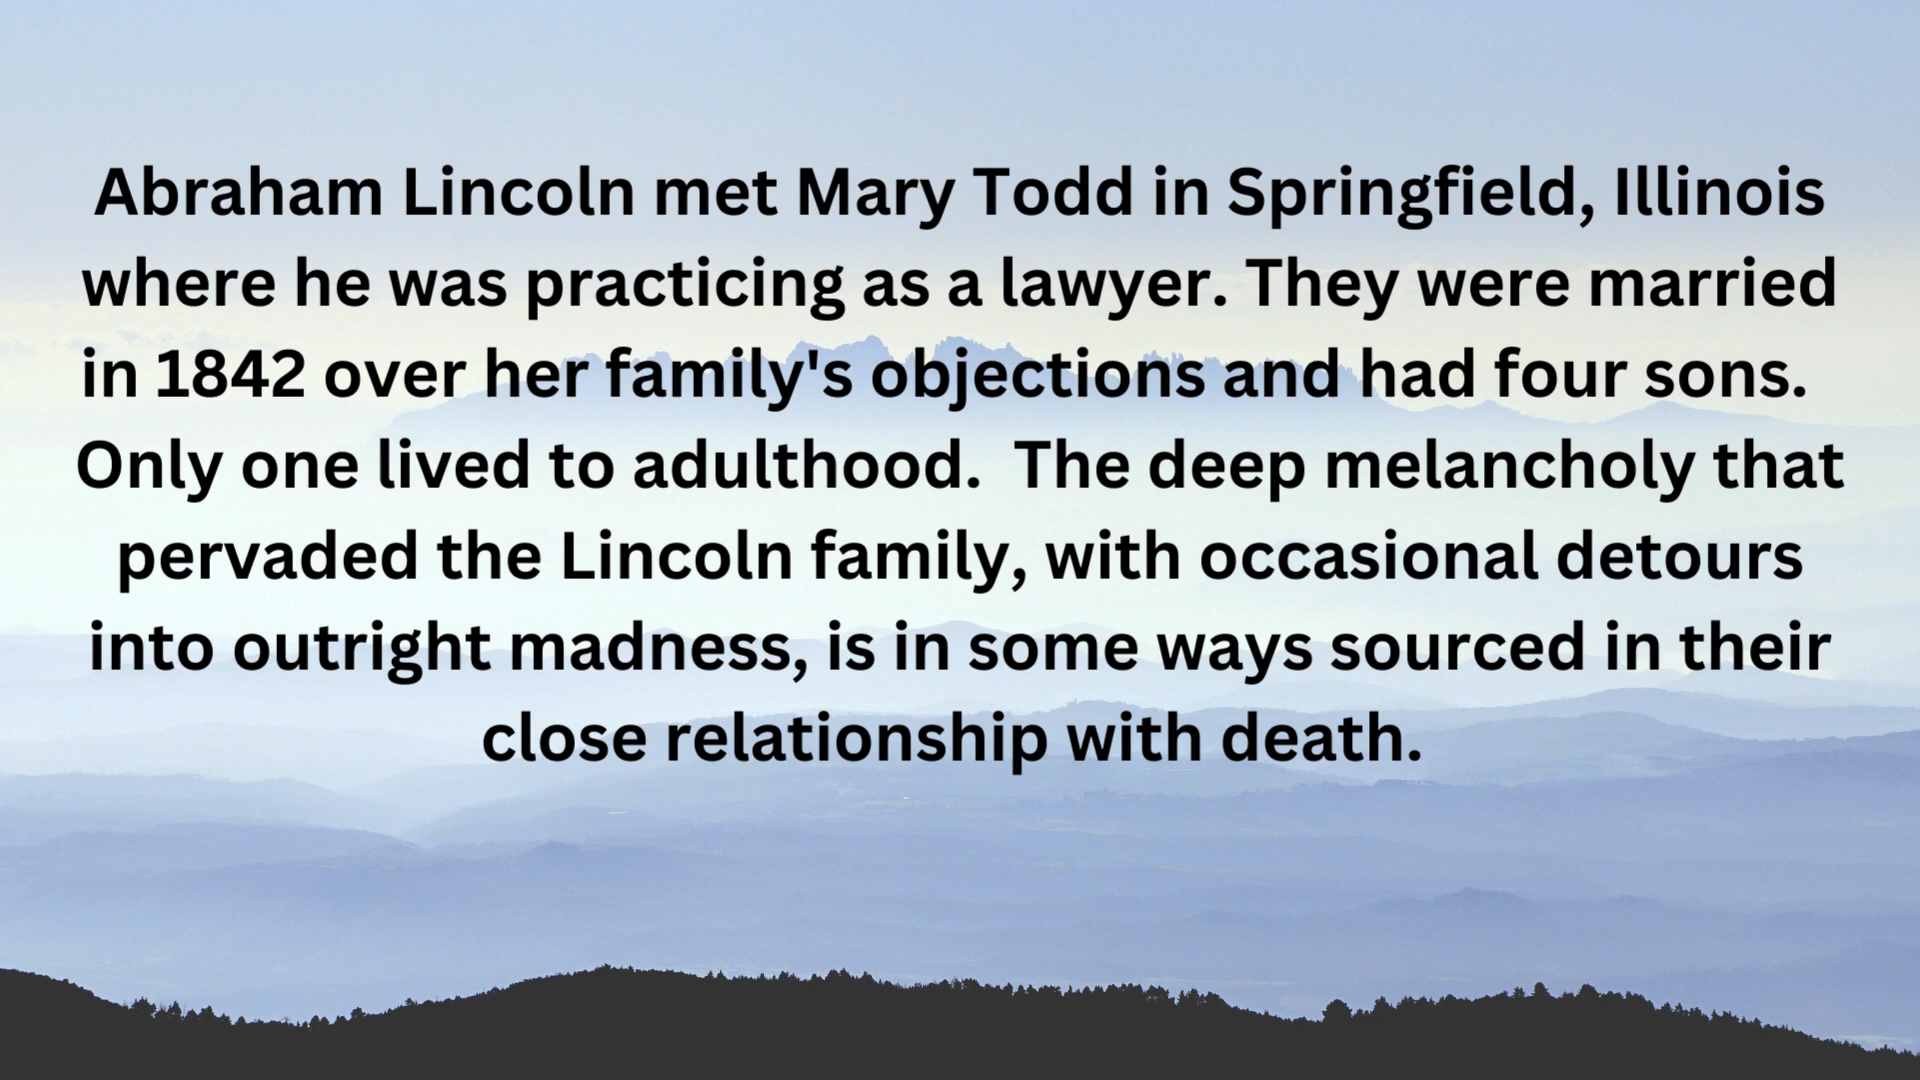 Abraham Lincoln met Mary Todd in Springfield, Illinois
where he was practicing as a lawyer. They were married
in 1842 over her family's objections and had four sons.
Only one lived to adulthood.  The deep melancholy that
pervaded the Lincoln family, with occasional detours
into outright madness, is in some ways sourced in their
close relationship with death.